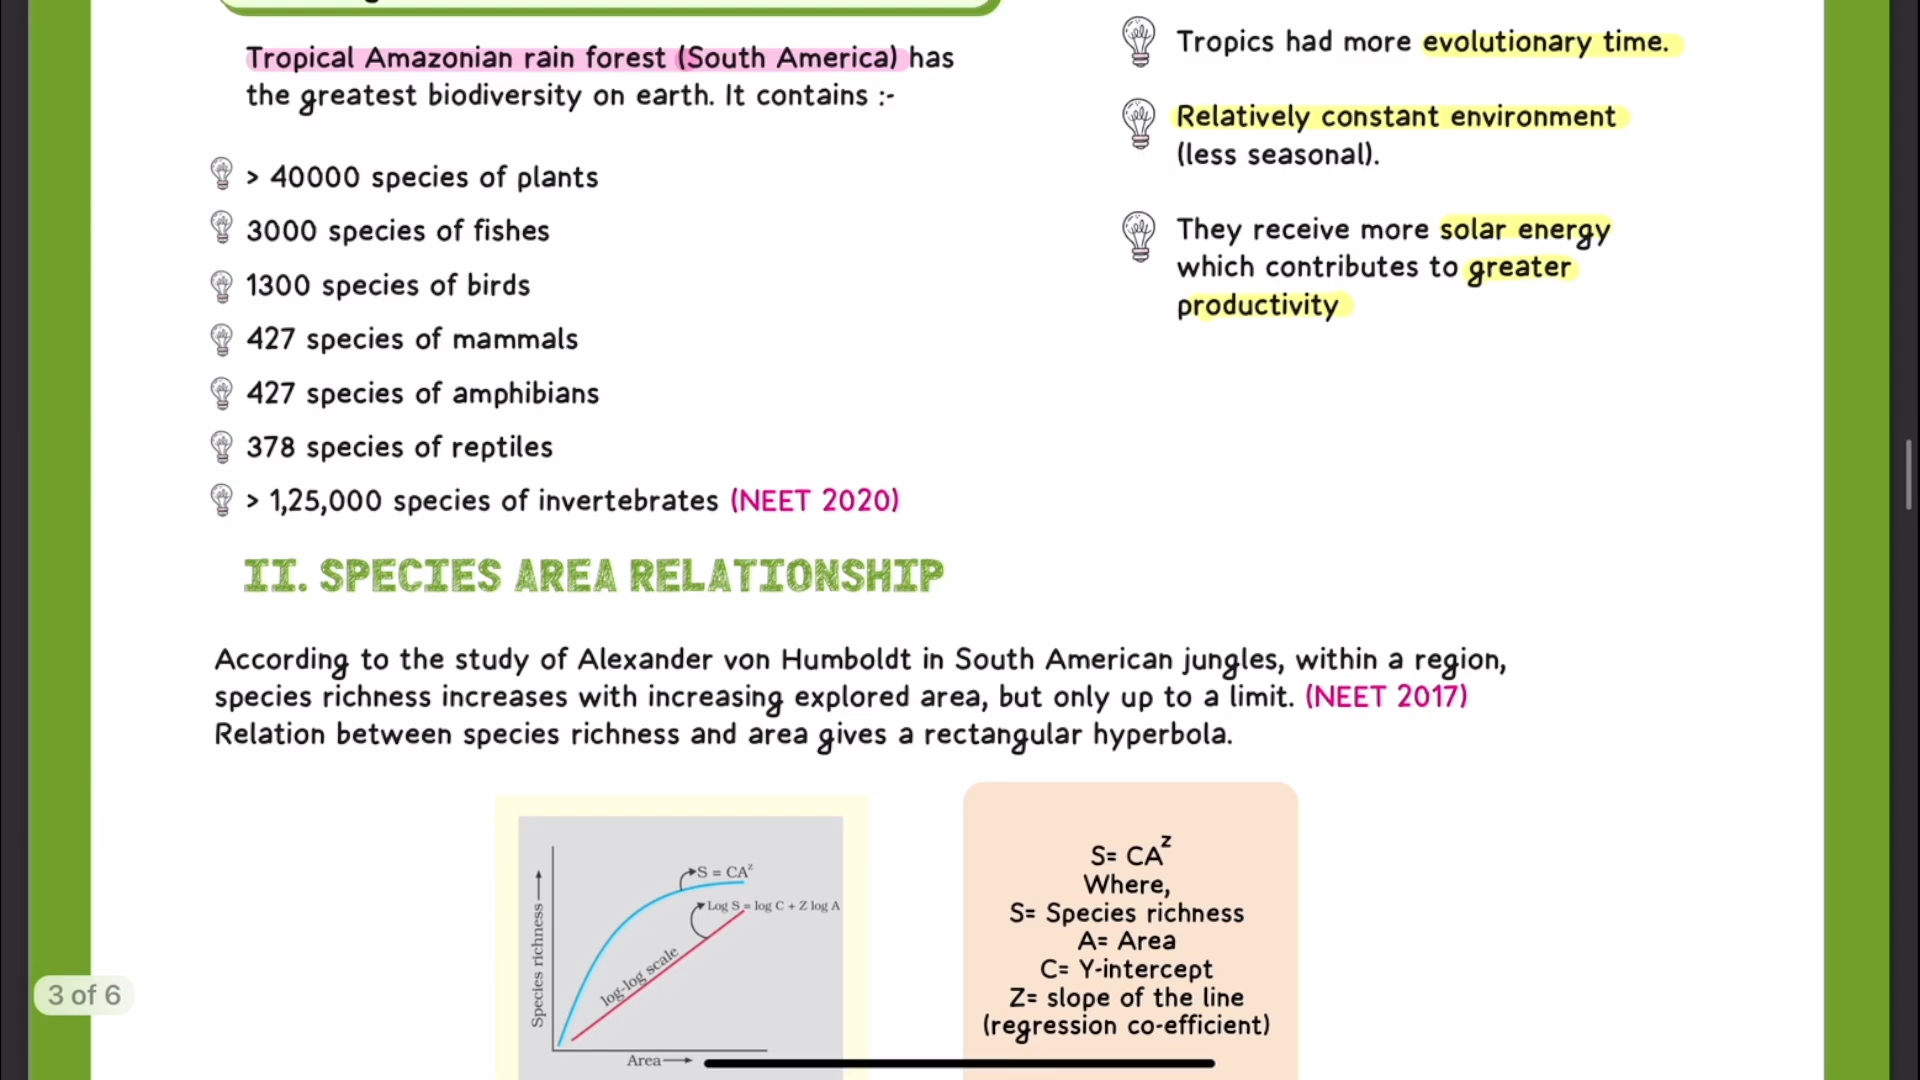 Tropical Amazonian rain forest (South America) has
the greatest biodiversity on earth. It contains :-
> 40000 species of plants
3000 species of fishes
1300 species of birds
427 species of mammals
427 species of amphibians
378 species of reptiles
> 1,25,000 species of invertebrates (NEET 2020)
Tropics had more evolutionary time.
Relatively constant environment
(less seasonal).
They receive more solar energy
which contributes to greater
productivity
II. SPECIES AREA RELATIONSHIP
According to the study of Alexander von Humboldt in South American jungles, within a region,
species richness increases with increasing explored area, but only up to a limit. (NEET 2017)
Relation between species richness and area gives a rectangular hyperbola.
S = CA^z
Log S = log C + Z log A
log-log scale
Species richness
Area
S= CA^z
Where,
S= Species richness
A= Area
C= Y-intercept
Z= slope of the line
(regression co-efficient)
3 of 6